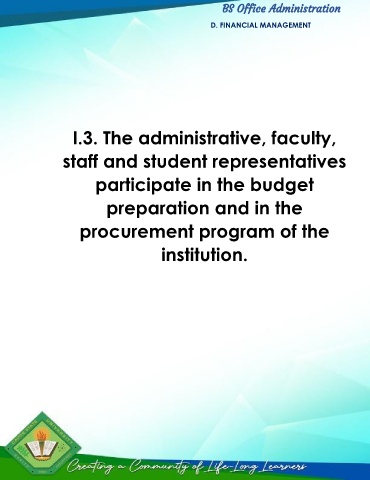 BS Office Administration
D. FINANCIAL MANAGEMENT
I.3. The administrative, faculty,
staff and student representatives
participate in the budget
preparation and in the
procurement program of the
institution.
Creating a Community of Life-Long Learners